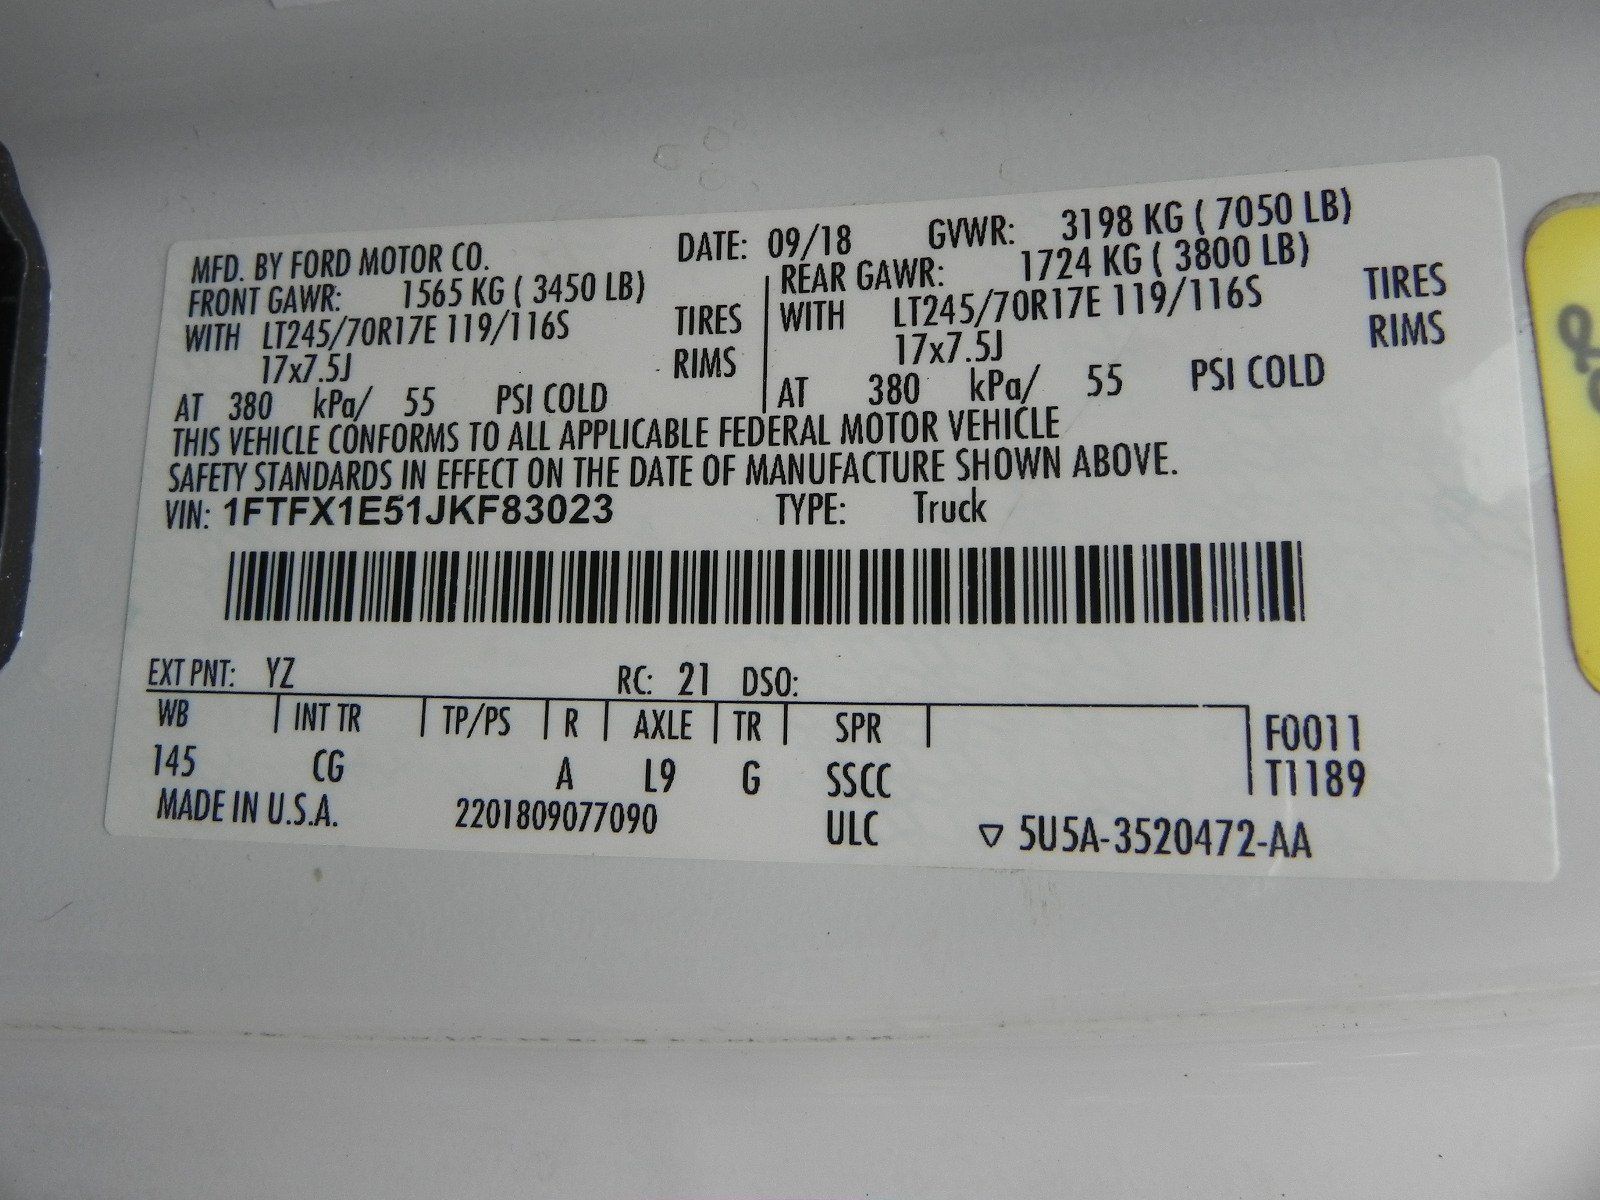 MFD. BY FORD MOTOR CO. DATE: 09/18 GVWR: 3198 KG ( 7050 LB)
FRONT GAWR: 1565 KG ( 3450 LB) REAR GAWR: 1724 KG ( 3800 LB)
WITH LT245/70R17E 119/116S TIRES WITH LT245/70R17E 119/116S TIRES
17x7.5J RIMS 17x7.5J RIMS
AT 380 kPa/ 55 PSI COLD AT 380 kPa/ 55 PSI COLD
THIS VEHICLE CONFORMS TO ALL APPLICABLE FEDERAL MOTOR VEHICLE
SAFETY STANDARDS IN EFFECT ON THE DATE OF MANUFACTURE SHOWN ABOVE.
VIN: 1FTFX1E51JKF83023 TYPE: Truck
EXT PNT: YZ RC: 21 DSO:
WB INT TR TP/PS R AXLE TR SPR F0011
145 CG A L9 G SSCC T1189
MADE IN U.S.A. 2201809077090 ULC ▽ 5U5A-3520472-AA